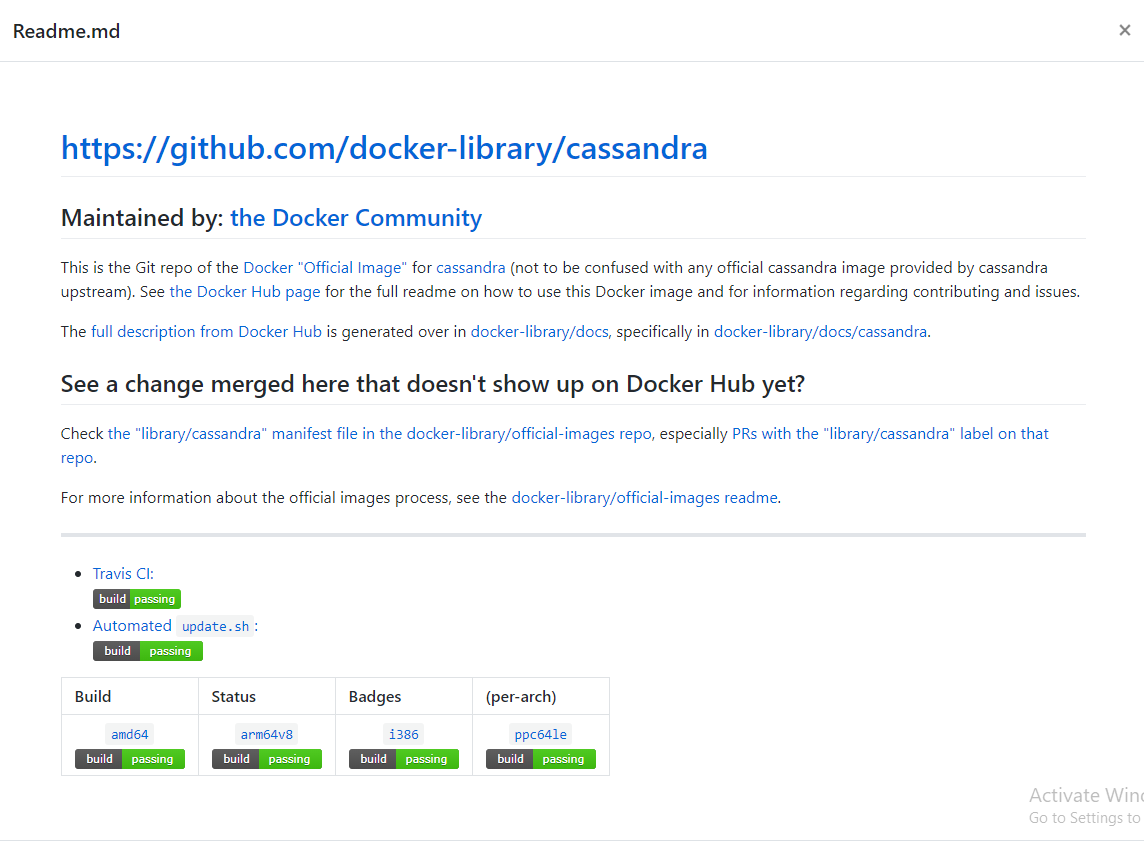 Readme.md
×
https://github.com/docker-library/cassandra
Maintained by: the Docker Community
This is the Git repo of the Docker "Official Image" for cassandra (not to be confused with any official cassandra image provided by cassandra
upstream). See the Docker Hub page for the full readme on how to use this Docker image and for information regarding contributing and issues.
The full description from Docker Hub is generated over in docker-library/docs, specifically in docker-library/docs/cassandra.
See a change merged here that doesn't show up on Docker Hub yet?
Check the "library/cassandra" manifest file in the docker-library/official-images repo, especially PRs with the "library/cassandra" label on that
repo.
For more information about the official images process, see the docker-library/official-images readme.
• Travis CI:
build passing
• Automated update.sh:
build passing
Build Status Badges (per-arch)
amd64 arm64v8 i386 ppc64le
build passing build passing build passing build passing
Activate Win
Go to Settings to